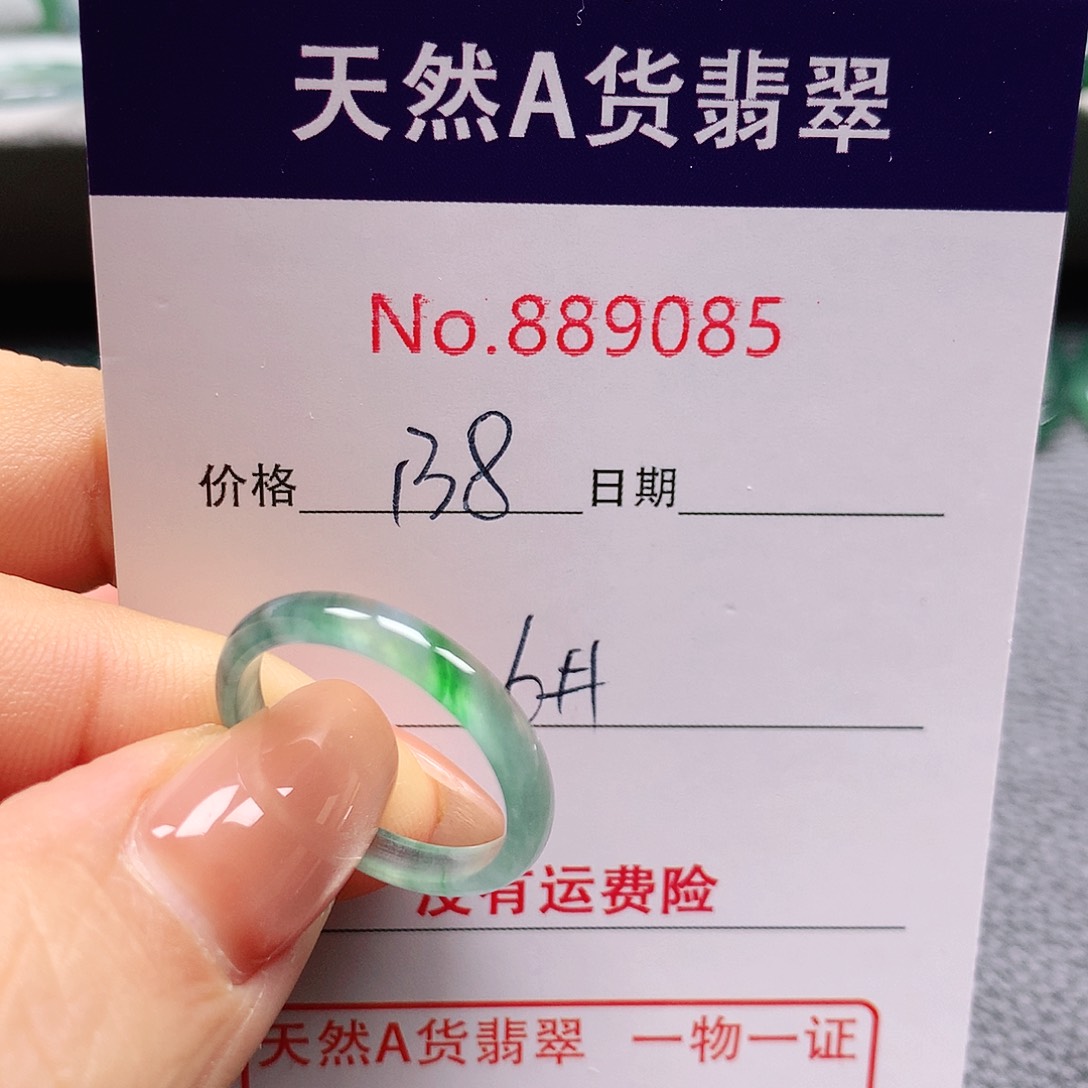 天然A货翡翠
No.889085
价格 138 日期
6#
没有运费险
天然A货翡翠 一物一证